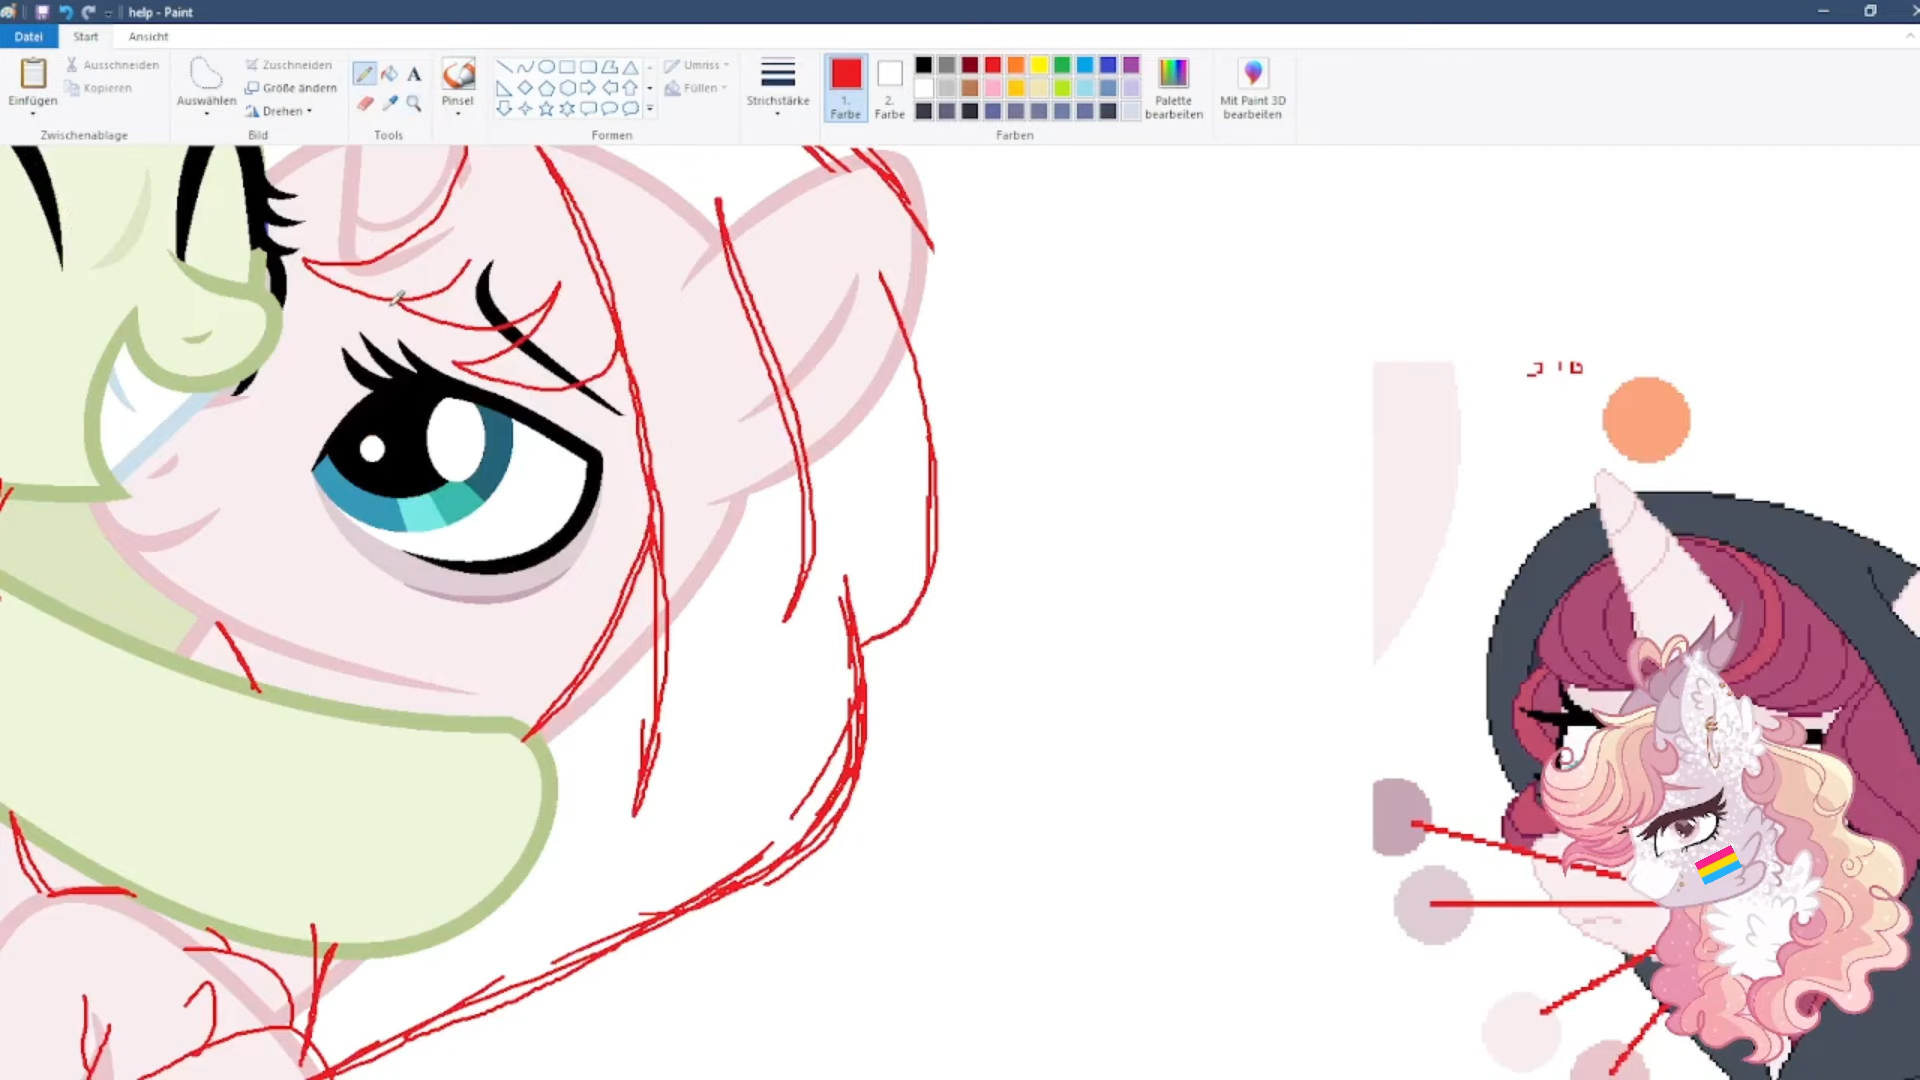 help - Paint
Datei Start Ansicht
Einfügen Ausschneiden Kopieren Zwischenablage
Auswählen Zuschneiden Größe ändern Drehen Bild
A Tools
Pinsel
Umriss Füllen Formen
Strichstärke
1. Farbe
2. Farbe
Palette bearbeiten
Farben
Mit Paint 3D bearbeiten